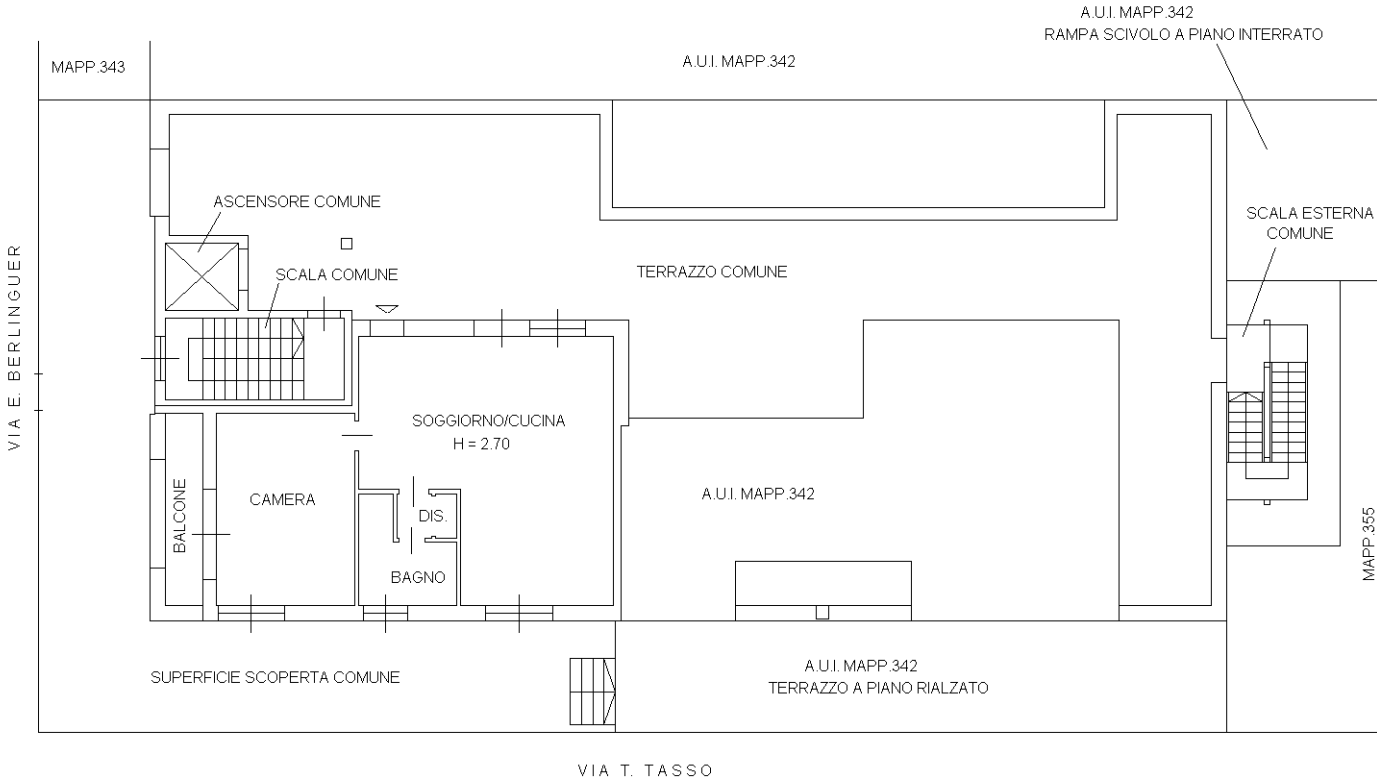 A.U.I. MAPP.342
RAMPA SCIVOLO A PIANO INTERRATO
MAPP.343
A.U.I. MAPP.342
ASCENSORE COMUNE
SCALA ESTERNA
COMUNE
SCALA COMUNE
TERRAZZO COMUNE
VIA E. BERLINGUER
SOGGIORNO/CUCINA
H = 2.70
CAMERA
BALCONE
DIS.
A.U.I. MAPP.342
MAPP.355
BAGNO
SUPERFICIE SCOPERTA COMUNE
A.U.I. MAPP.342
TERRAZZO A PIANO RIALZATO
VIA T. TASSO